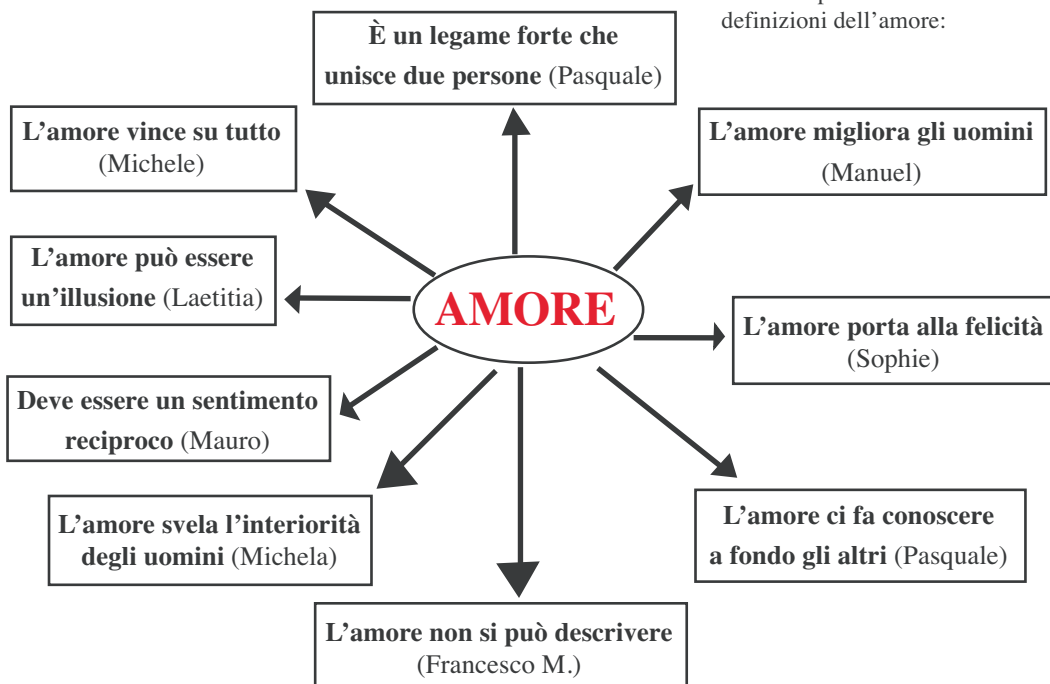 definizioni dell’amore:
È un legame forte che
unisce due persone (Pasquale)
L’amore vince su tutto
(Michele)
L’amore migliora gli uomini
(Manuel)
L’amore può essere
un’illusione (Laetitia)
AMORE
L’amore porta alla felicità
(Sophie)
Deve essere un sentimento
reciproco (Mauro)
L’amore svela l’interiorità
degli uomini (Michela)
L’amore ci fa conoscere
a fondo gli altri (Pasquale)
L’amore non si può descrivere
(Francesco M.)